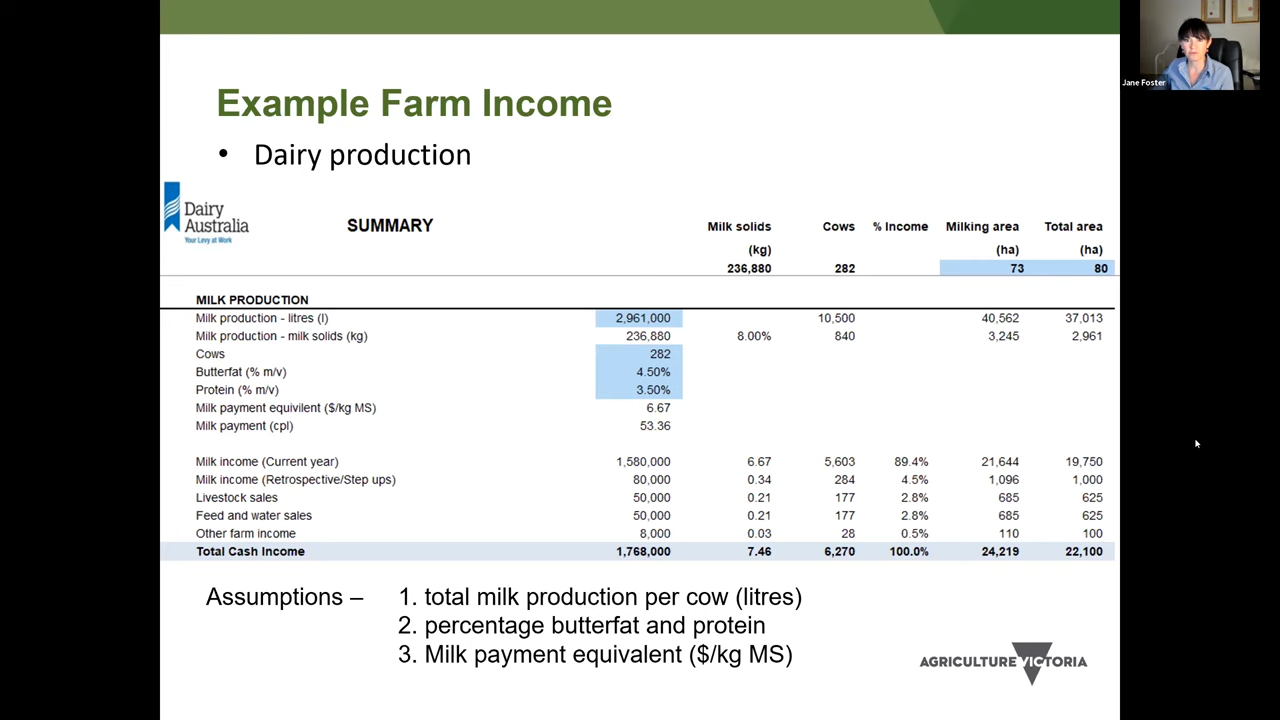 Jane Foster
Example Farm Income
• Dairy production
Dairy
Australia
Your Levy at Work
SUMMARY
Milk solids Cows % Income Milking area Total area
(kg) (ha) (ha)
236,880 282 73 80
MILK PRODUCTION
Milk production - litres (l) 2,961,000 10,500 40,562 37,013
Milk production - milk solids (kg) 236,880 8.00% 840 3,245 2,961
Cows 282
Butterfat (% m/v) 4.50%
Protein (% m/v) 3.50%
Milk payment equivilent ($/kg MS) 6.67
Milk payment (cpl) 53.36
Milk income (Current year) 1,580,000 6.67 5,603 89.4% 21,644 19,750
Milk income (Retrospective/Step ups) 80,000 0.34 284 4.5% 1,096 1,000
Livestock sales 50,000 0.21 177 2.8% 685 625
Feed and water sales 50,000 0.21 177 2.8% 685 625
Other farm income 8,000 0.03 28 0.5% 110 100
Total Cash Income 1,768,000 7.46 6,270 100.0% 24,219 22,100
Assumptions – 1. total milk production per cow (litres)
2. percentage butterfat and protein
3. Milk payment equivalent ($/kg MS)
AGRICULTURE VICTORIA